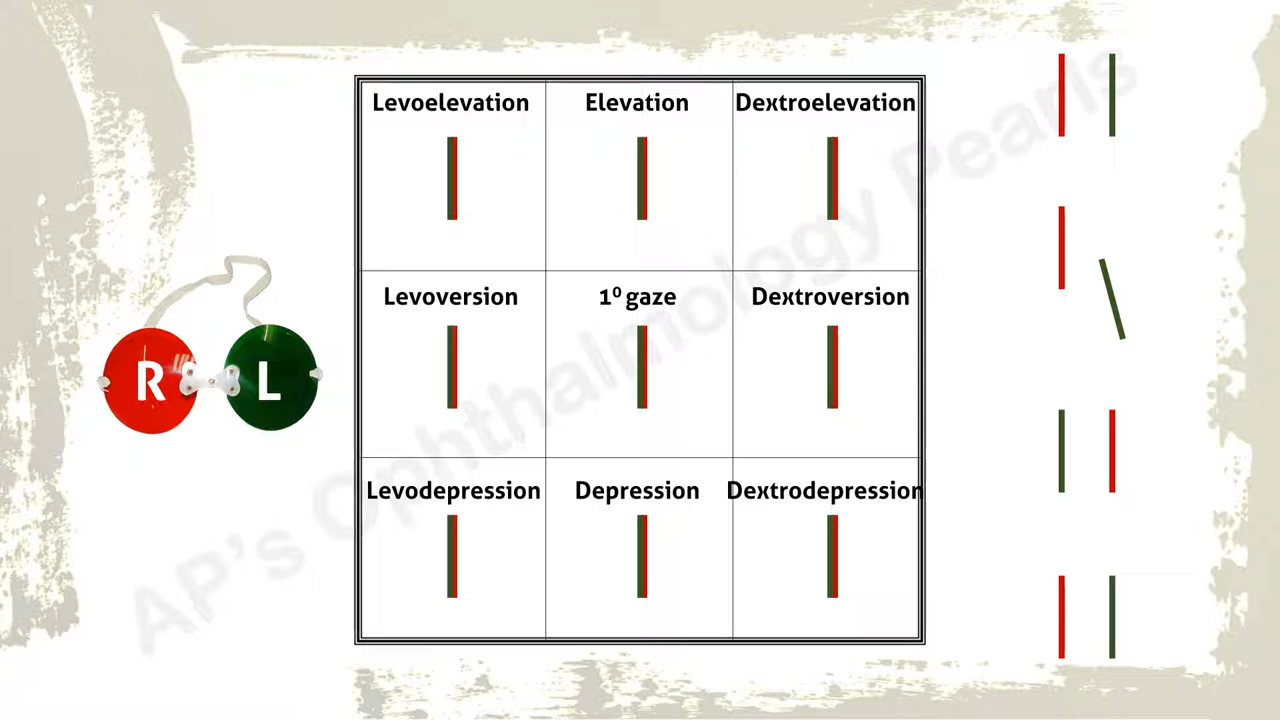 Levoelevation Elevation Dextroelevation
Levoversion 1⁰ gaze Dextroversion
R L
Levodepression Depression Dextrodepression
AP's Ophthalmology Pearls